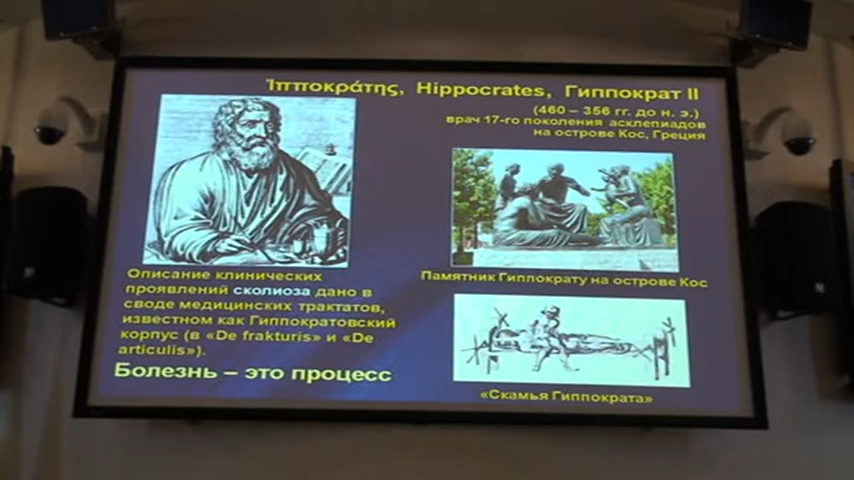 Ἱπποκράτης, Hippocrates, Гиппократ II
(460 – 356 гг. до н. э.)
врач 17-го поколения асклепиадов
на острове Кос, Греция
Описание клинических
проявлений сколиоза дано в
своде медицинских трактатов,
известном как Гиппократовский
корпус (в «De frakturis» и «De
articulis»).
Болезнь – это процесс
Памятник Гиппократу на острове Кос
«Скамья Гиппократа»